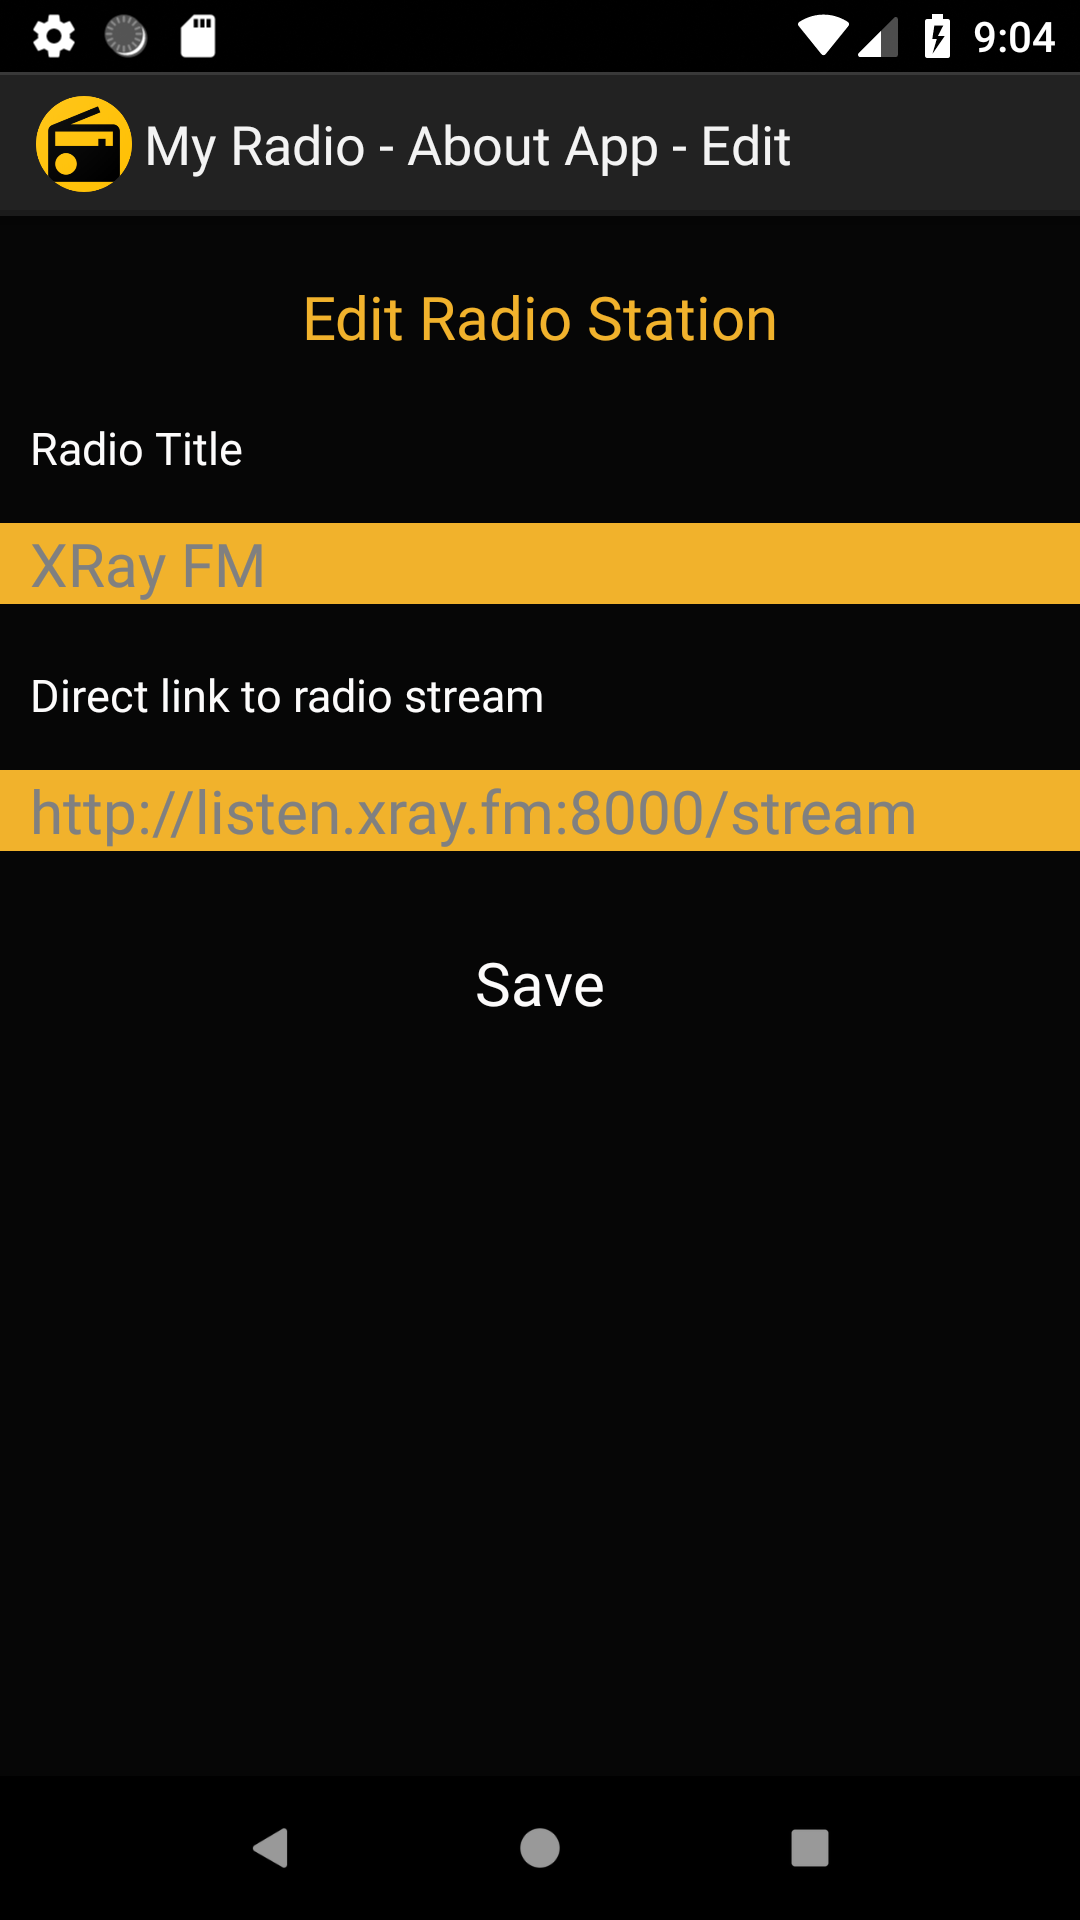 9:04
My Radio - About App - Edit
Edit Radio Station
Radio Title
XRay FM
Direct link to radio stream
http://listen.xray.fm:8000/stream
Save